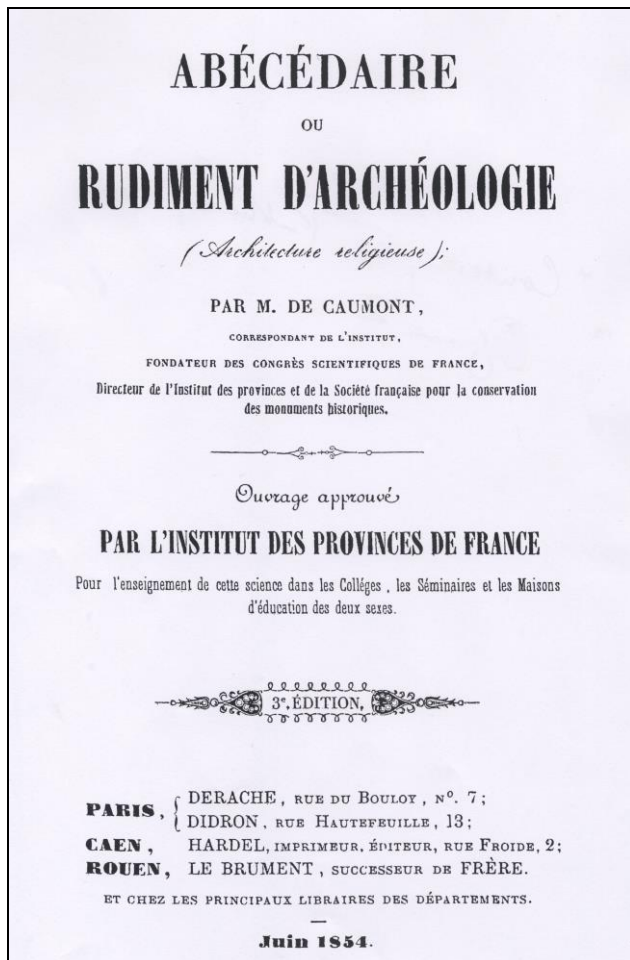 ABÉCÉDAIRE
OU
RUDIMENT D'ARCHÉOLOGIE
(Architecture religieuse);
PAR M. DE CAUMONT,
CORRESPONDANT DE L'INSTITUT,
FONDATEUR DES CONGRÈS SCIENTIFIQUES DE FRANCE,
Directeur de l'Institut des provinces et de la Société française pour la conservation
des monuments historiques.
Ouvrage approuvé
PAR L'INSTITUT DES PROVINCES DE FRANCE
Pour l'enseignement de cette science dans les Colléges, les Séminaires et les Maisons
d'éducation des deux sexes.
3e. ÉDITION,
PARIS, { DERACHE, RUE DU BOULOY, No. 7;
DIDRON, RUE HAUTEFEUILLE, 13;
CAEN, HARDEL, IMPRIMEUR, ÉDITEUR, RUE FROIDE, 2;
ROUEN, LE BRUMENT, SUCCESSEUR DE FRÈRE.
ET CHEZ LES PRINCIPAUX LIBRAIRES DES DÉPARTEMENTS.
Juin 1854.